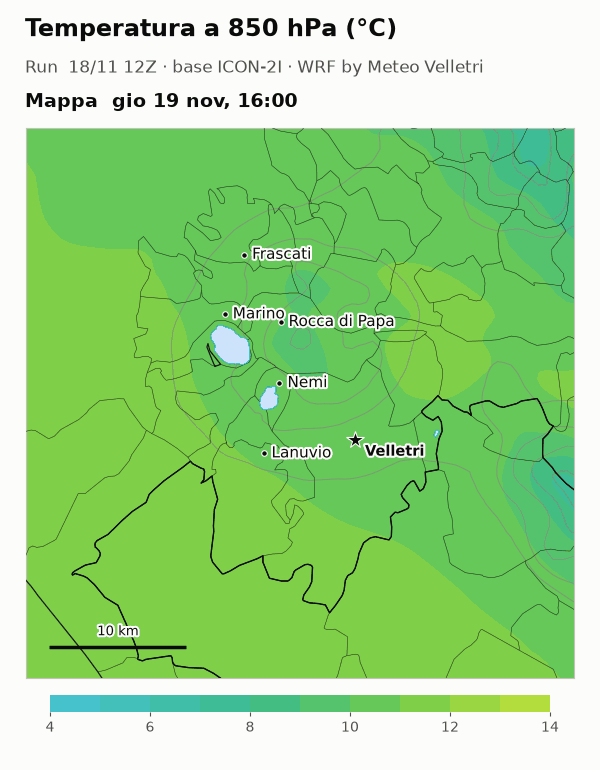 Temperatura a 850 hPa (°C)
Run  18/11 12Z · base ICON-2I · WRF by Meteo Velletri
Mappa  gio 19 nov, 16:00
Frascati
Marino
Rocca di Papa
Nemi
Velletri
Lanuvio
10 km
4 6 8 10 12 14